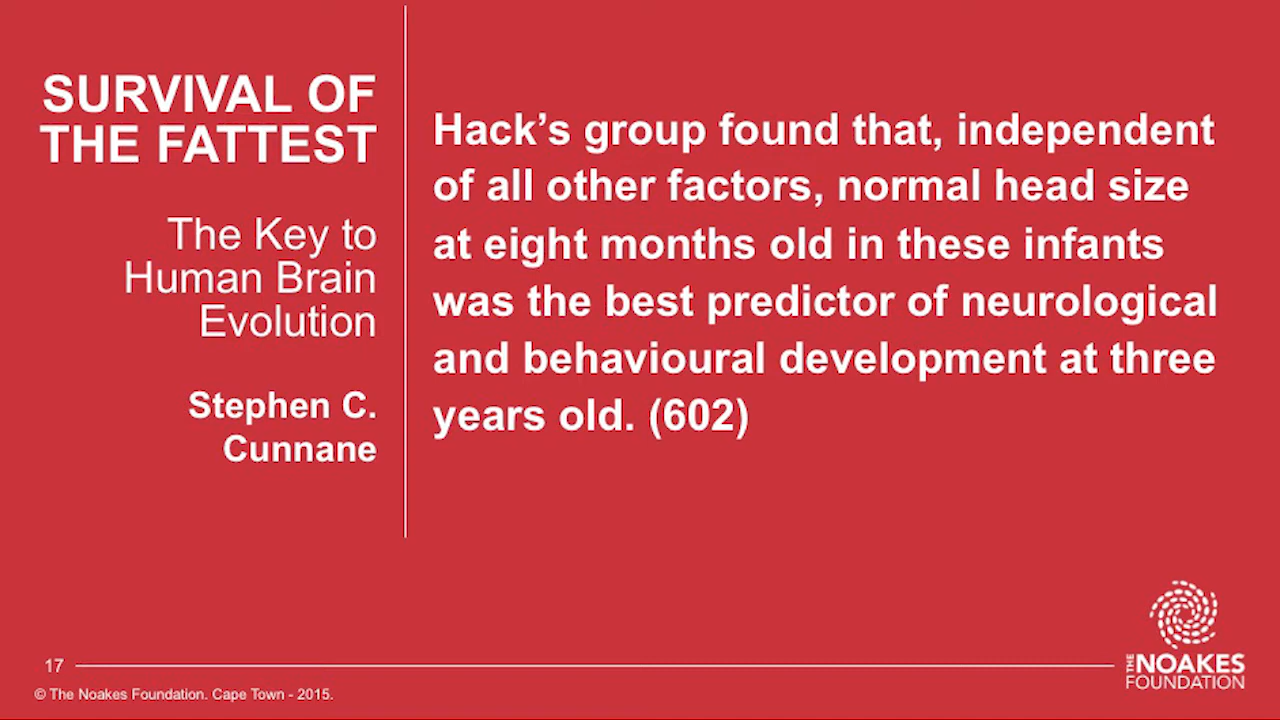 SURVIVAL OF
THE FATTEST
The Key to
Human Brain
Evolution
Stephen C.
Cunnane
Hack’s group found that, independent
of all other factors, normal head size
at eight months old in these infants
was the best predictor of neurological
and behavioural development at three
years old. (602)
17
© The Noakes Foundation. Cape Town - 2015.
THE NOAKES
FOUNDATION